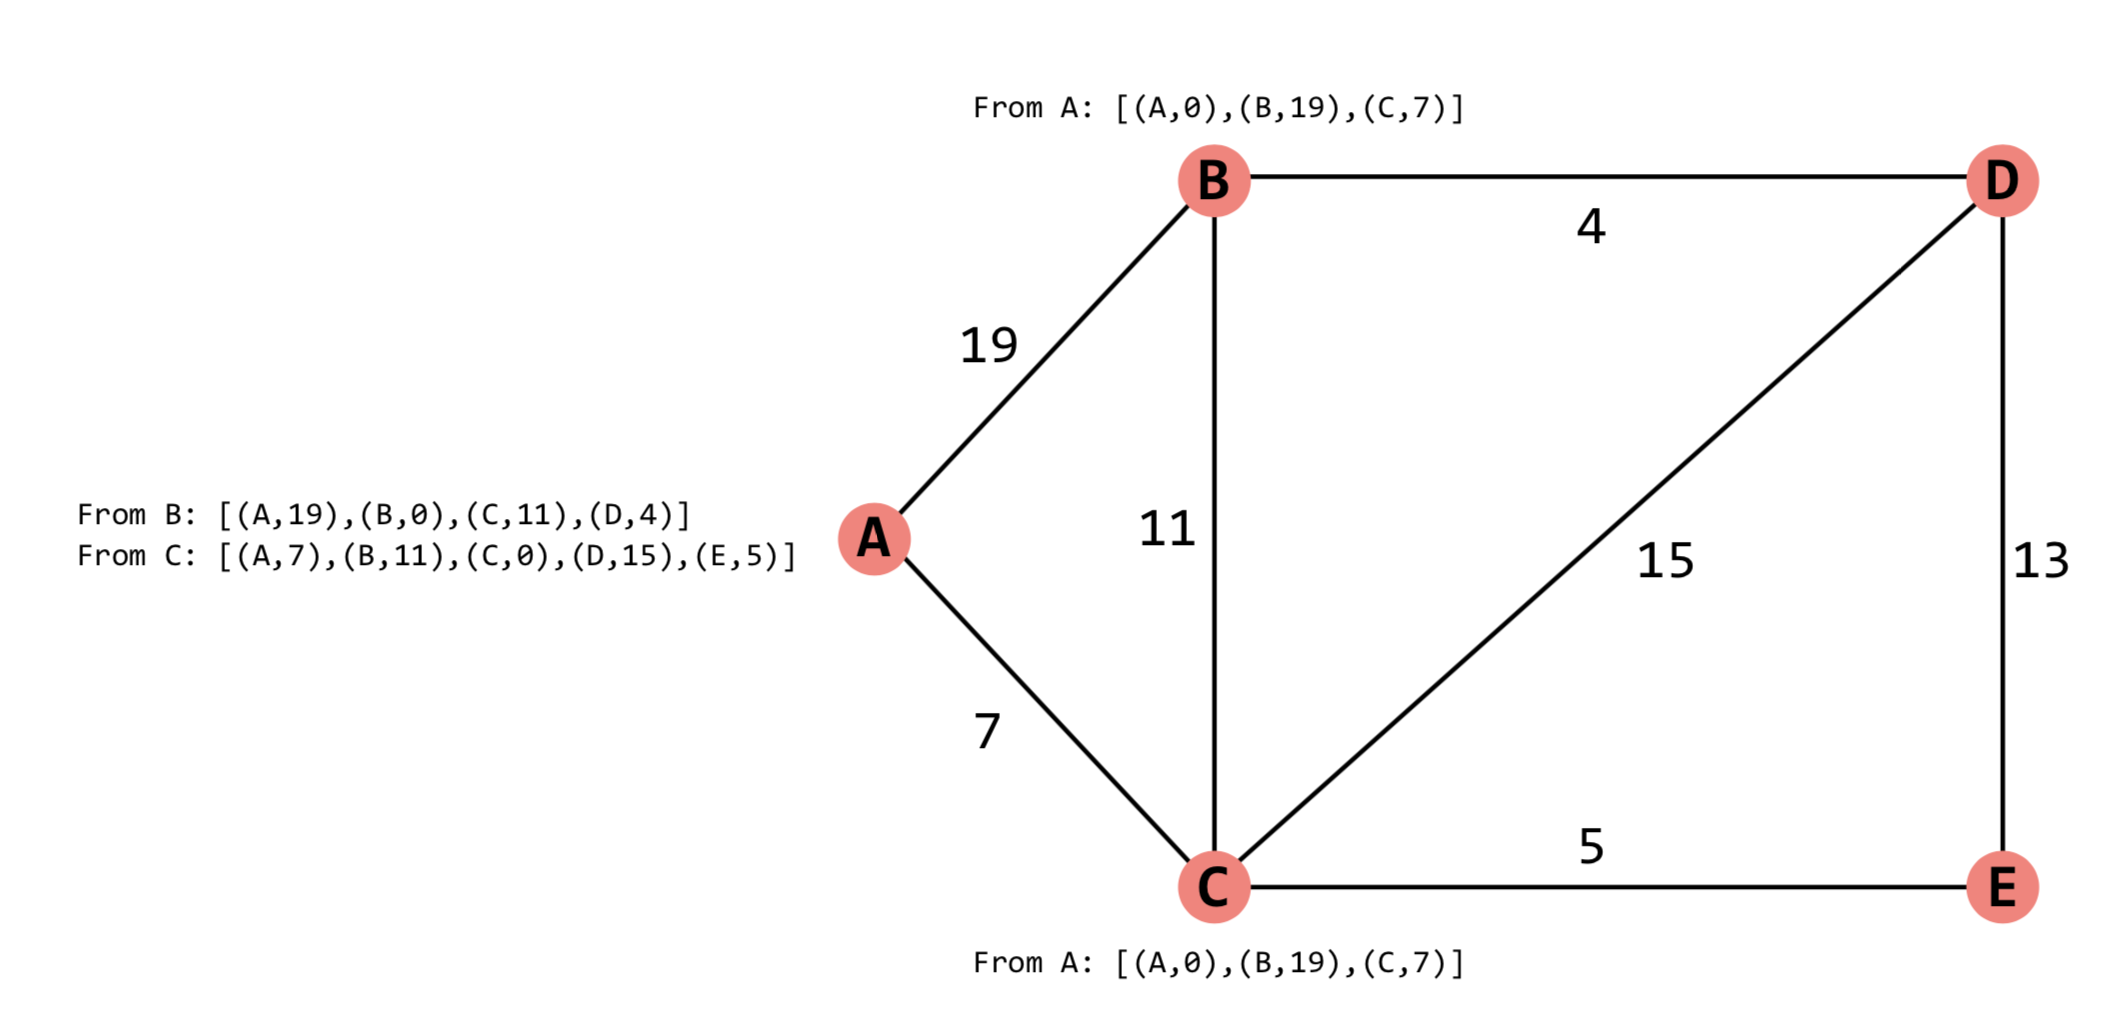 From A: [(A,0),(B,19),(C,7)]
B
D
4
19
From B: [(A,19),(B,0),(C,11),(D,4)]
From C: [(A,7),(B,11),(C,0),(D,15),(E,5)]
A
11
15
13
7
5
C
E
From A: [(A,0),(B,19),(C,7)]